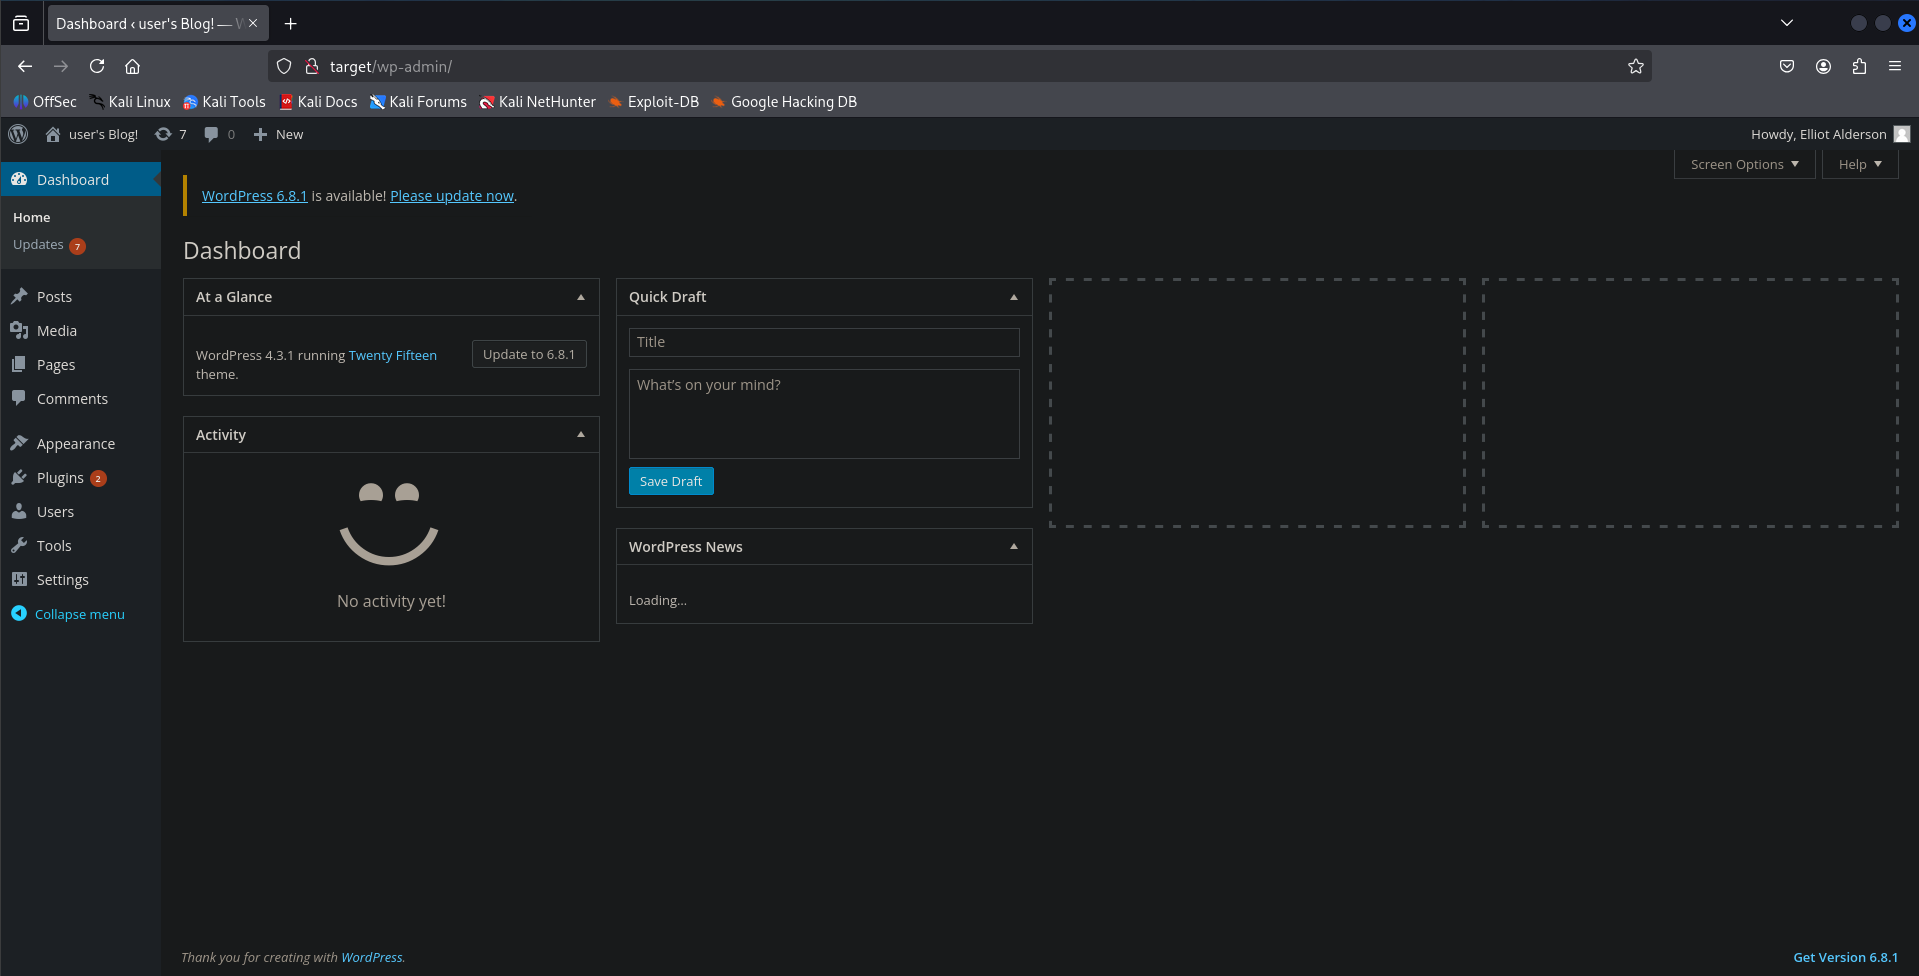 Dashboard ‹ user's Blog! — W
target/wp-admin/
OffSec Kali Linux Kali Tools Kali Docs Kali Forums Kali NetHunter Exploit-DB Google Hacking DB
user's Blog! 7 0 New Howdy, Elliot Alderson
Screen Options Help
Dashboard
Home
Updates 7
Posts
Media
Pages
Comments
Appearance
Plugins 2
Users
Tools
Settings
Collapse menu
WordPress 6.8.1 is available! Please update now.
Dashboard
At a Glance
WordPress 4.3.1 running Twenty Fifteen
theme.
Update to 6.8.1
Activity
No activity yet!
Quick Draft
Title
What's on your mind?
Save Draft
WordPress News
Loading...
Thank you for creating with WordPress.
Get Version 6.8.1